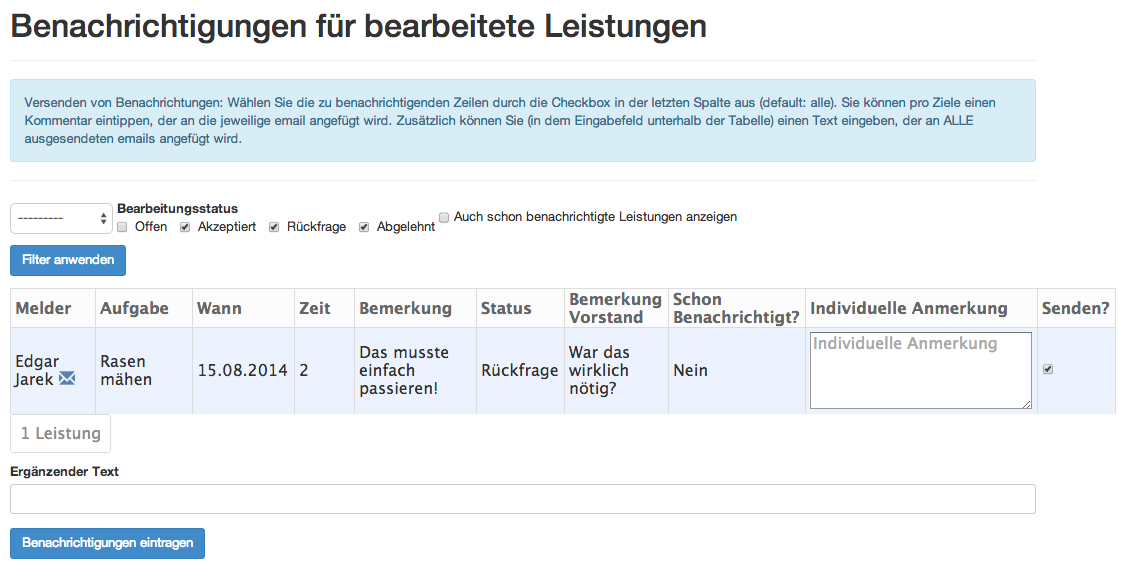 Benachrichtigungen für bearbeitete Leistungen
Versenden von Benachrichtungen: Wählen Sie die zu benachrichtigenden Zeilen durch die Checkbox in der letzten Spalte aus (default: alle). Sie können pro Ziele einen
Kommentar eintippen, der an die jeweilige email angefügt wird. Zusätzlich können Sie (in dem Eingabefeld unterhalb der Tabelle) einen Text eingeben, der an ALLE
ausgesendeten emails angefügt wird.
---------
Bearbeitungsstatus
Offen Akzeptiert Rückfrage Abgelehnt
Auch schon benachrichtigte Leistungen anzeigen
Filter anwenden
Melder Aufgabe Wann Zeit Bemerkung Status Bemerkung Vorstand Schon Benachrichtigt? Individuelle Anmerkung Senden?
Edgar Jarek Rasen mähen 15.08.2014 2 Das musste einfach passieren! Rückfrage War das wirklich nötig? Nein Individuelle Anmerkung
1 Leistung
Ergänzender Text
Benachrichtigungen eintragen